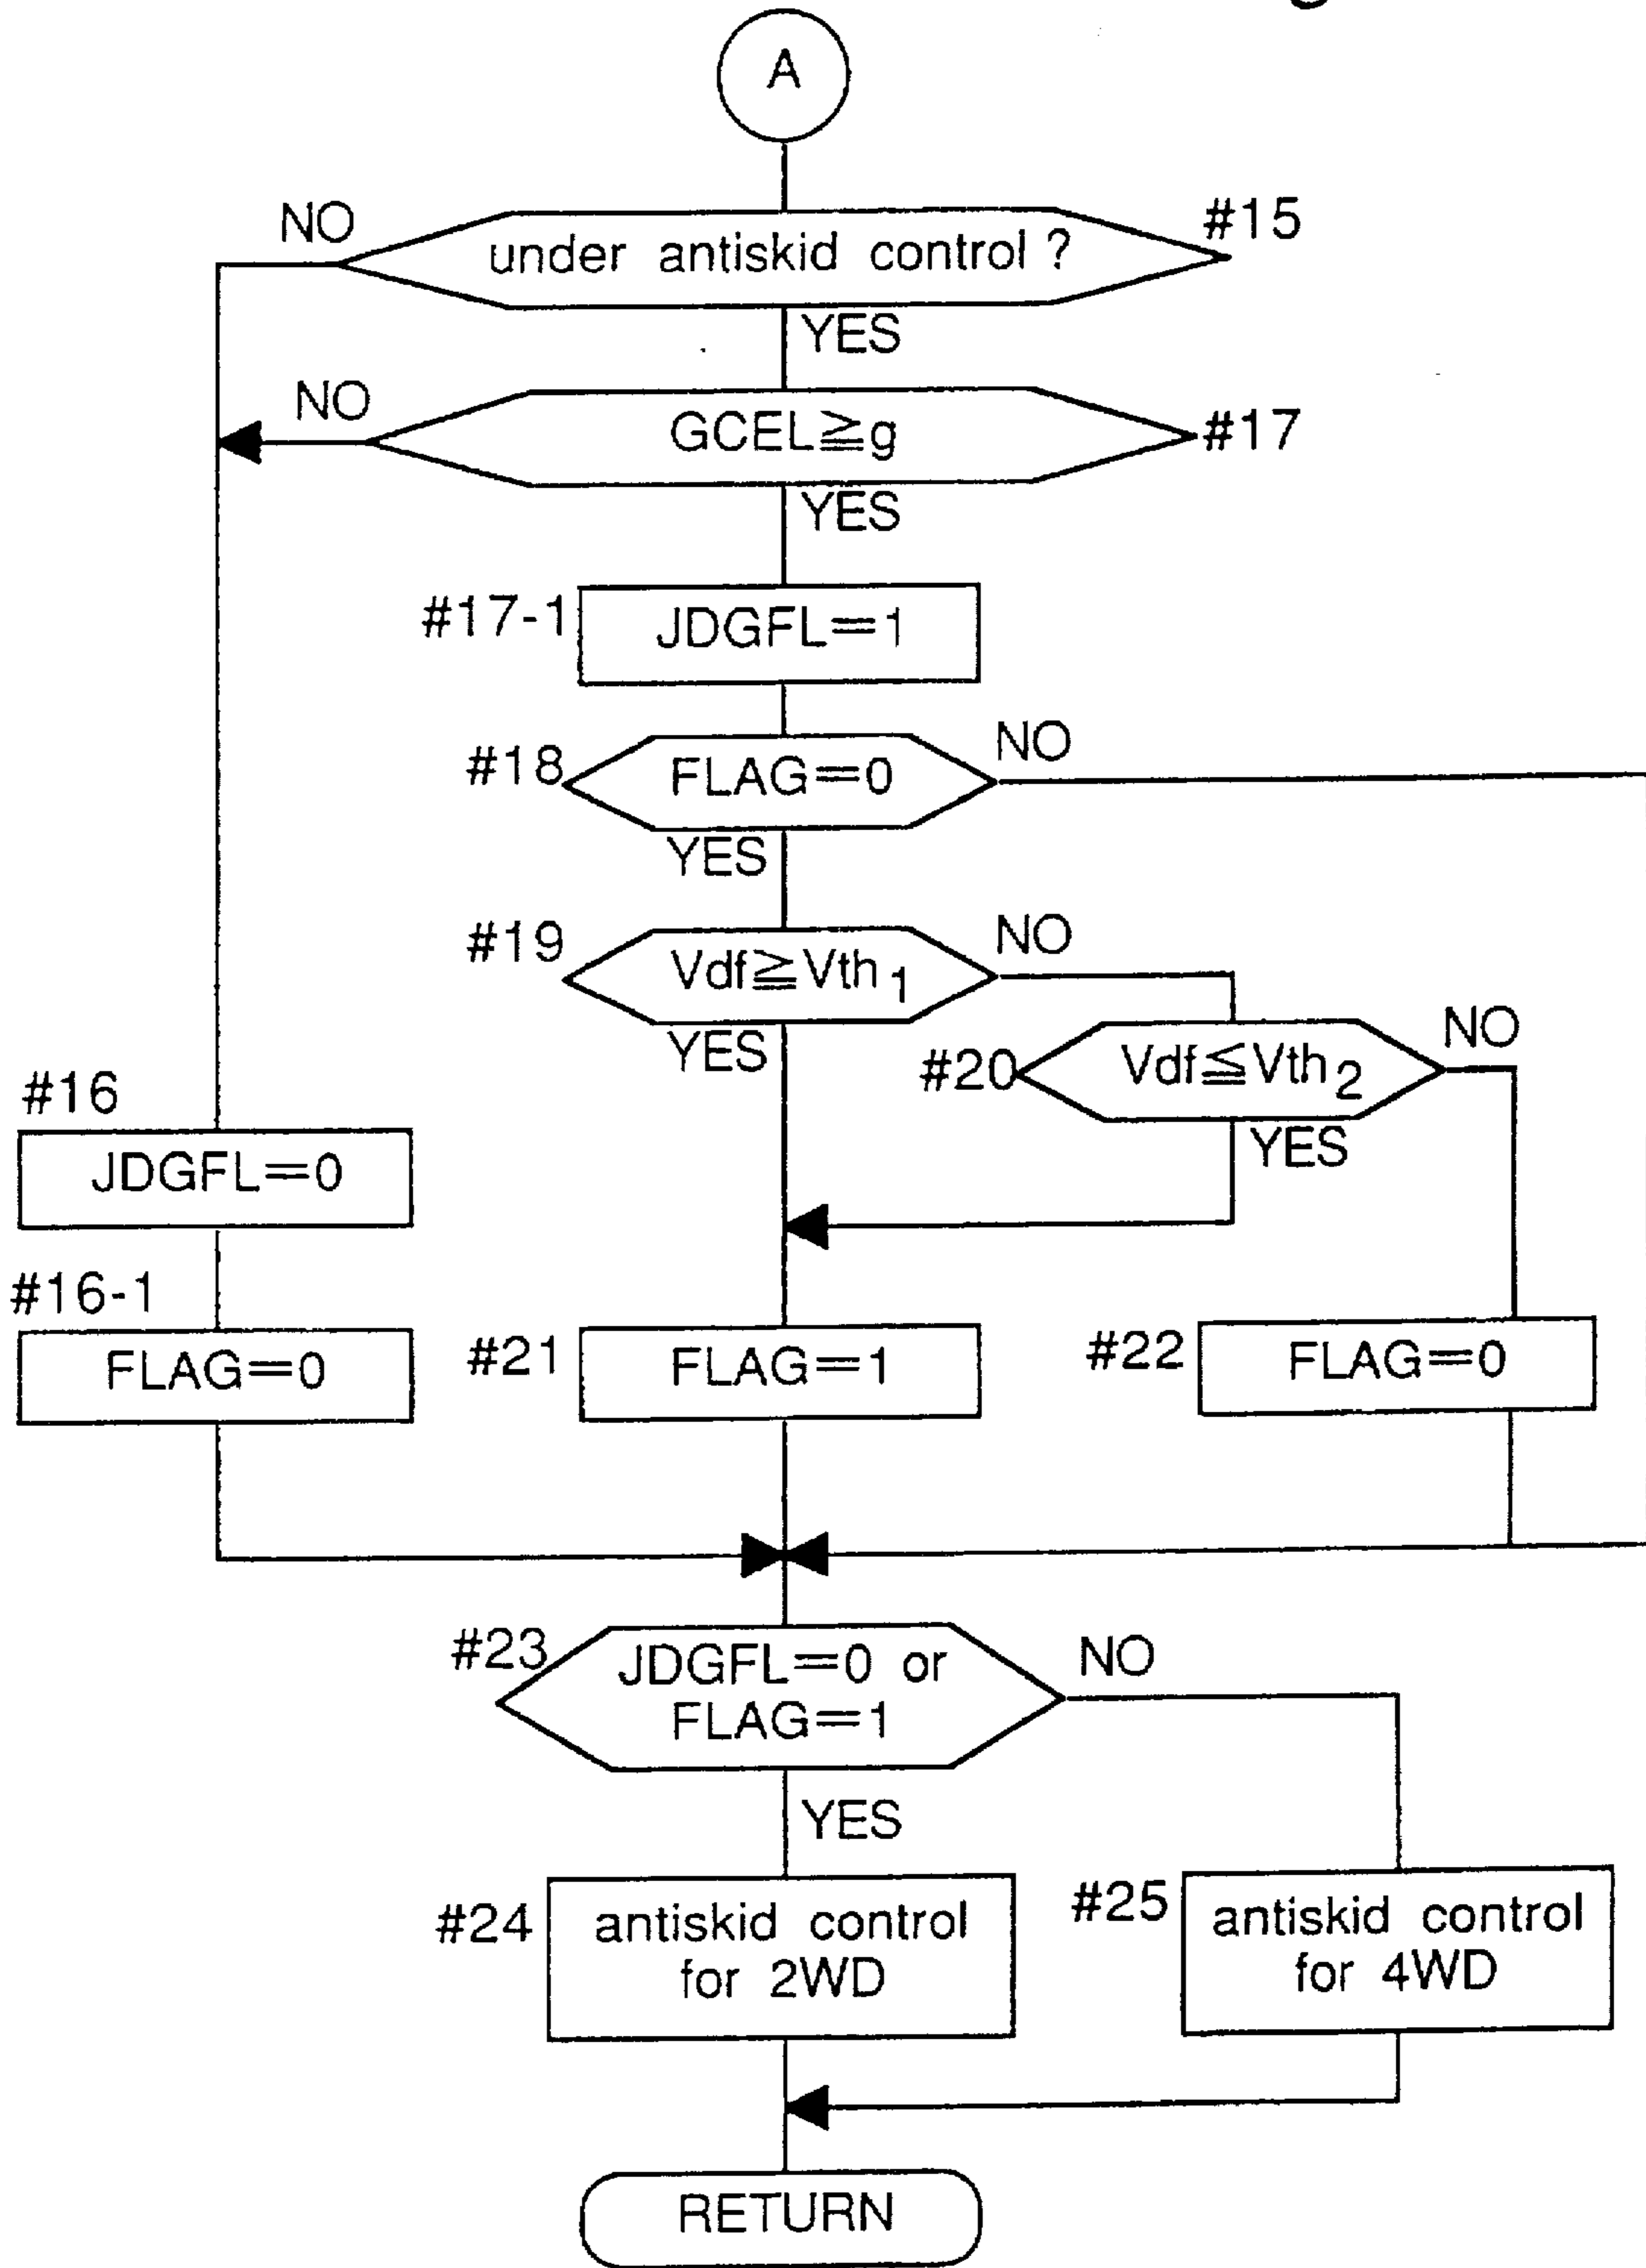 A
NO
under antiskid control ?
#15
YES
NO
GCEL≧g
#17
YES
#17-1
JDGFL=1
#18
FLAG=0
NO
YES
#19
Vdf≧Vth1
NO
YES
#20
Vdf≦Vth2
NO
YES
#16
JDGFL=0
#16-1
FLAG=0
#21
FLAG=1
#22
FLAG=0
#23
JDGFL=0 or
FLAG=1
NO
YES
#24
antiskid control
for 2WD
#25
antiskid control
for 4WD
RETURN